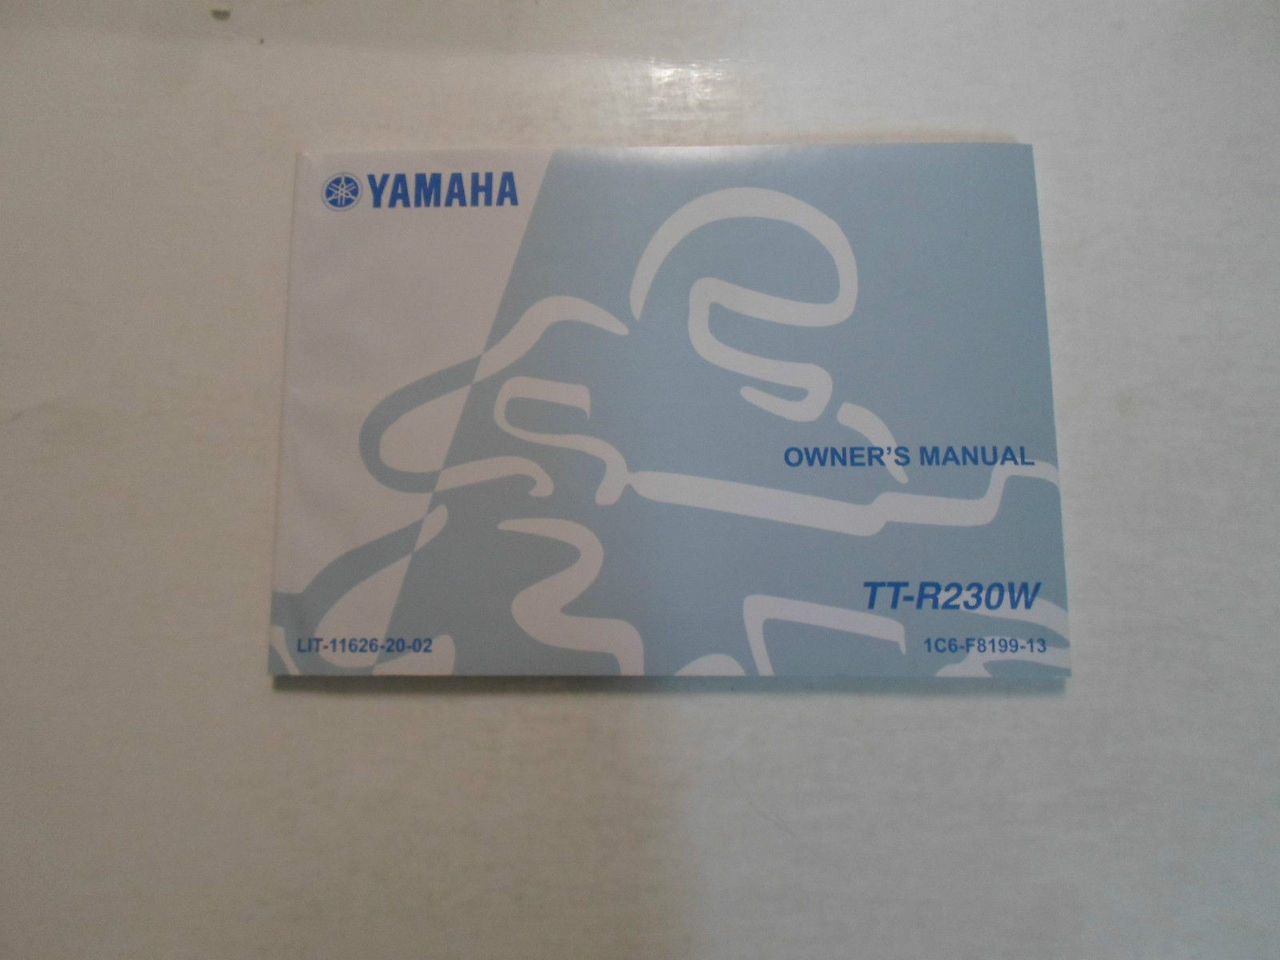 YAMAHA
OWNER'S MANUAL
TT-R230W
LIT-11626-20-02
1C6-F8199-13